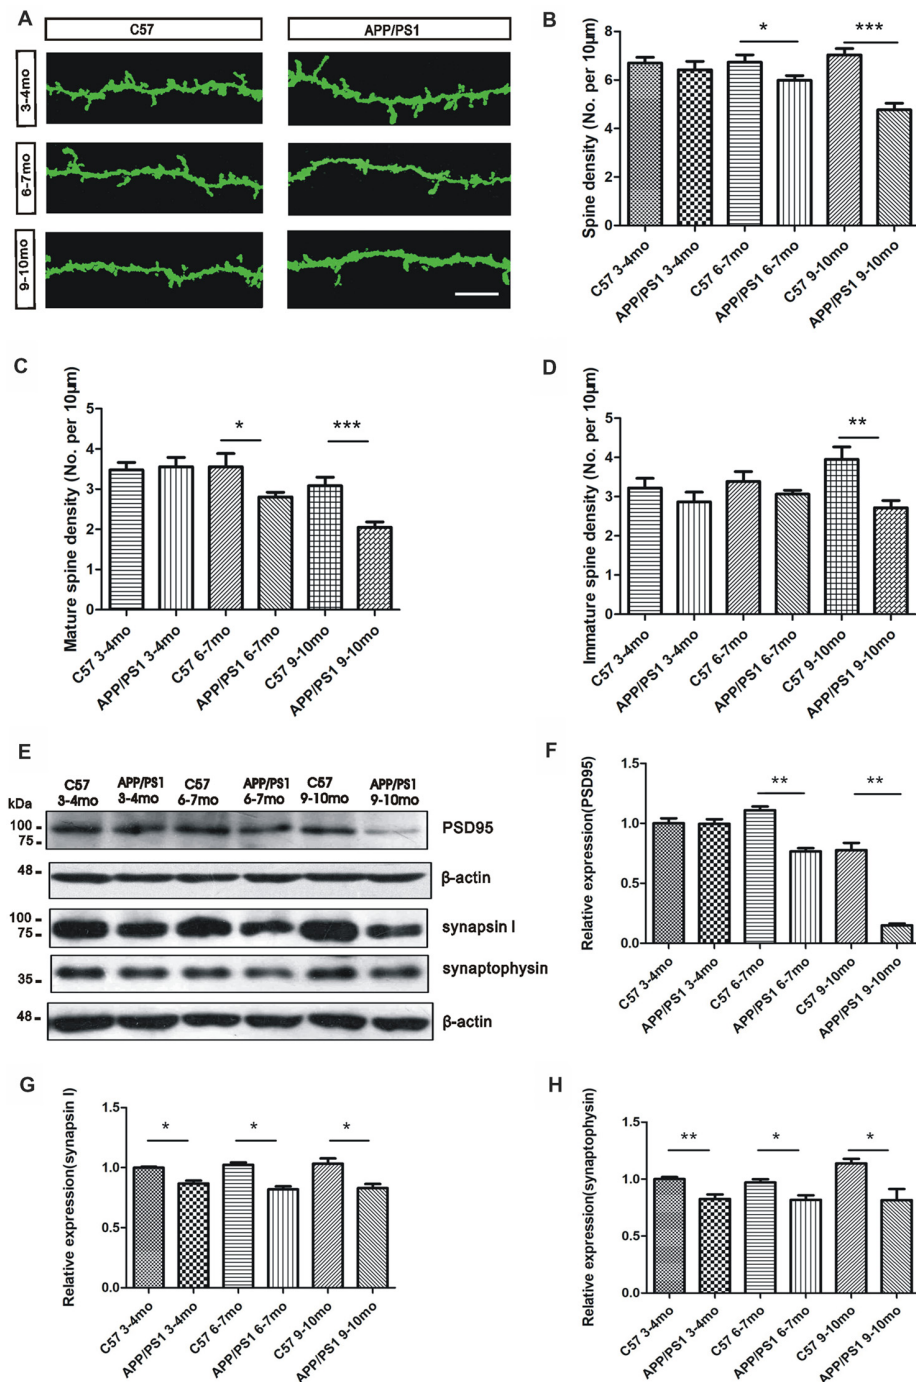 A
C57
APP/PS1
3-4mo
6-7mo
9-10mo
B
Spine density (No. per 10μm)
8
6
4
2
0
*
***
C57 3-4mo
APP/PS1 3-4mo
C57 6-7mo
APP/PS1 6-7mo
C57 9-10mo
APP/PS1 9-10mo
C
Mature spine density (No. per 10μm)
5
4
3
2
1
0
*
***
C57 3-4mo
APP/PS1 3-4mo
C57 6-7mo
APP/PS1 6-7mo
C57 9-10mo
APP/PS1 9-10mo
D
Immature spine density (No. per 10μm)
5
4
3
2
1
0
**
C57 3-4mo
APP/PS1 3-4mo
C57 6-7mo
APP/PS1 6-7mo
C57 9-10mo
APP/PS1 9-10mo
E
kDa
C57 3-4mo
APP/PS1 3-4mo
C57 6-7mo
APP/PS1 6-7mo
C57 9-10mo
APP/PS1 9-10mo
100
75
PSD95
48
β-actin
100
75
synapsin I
35
synaptophysin
48
β-actin
F
Relative expression(PSD95)
1.5
1.0
0.5
0.0
**
**
C57 3-4mo
APP/PS1 3-4mo
C57 6-7mo
APP/PS1 6-7mo
C57 9-10mo
APP/PS1 9-10mo
G
Relative expression(synapsin I)
1.5
1.0
0.5
0.0
*
*
*
C57 3-4mo
APP/PS1 3-4mo
C57 6-7mo
APP/PS1 6-7mo
C57 9-10mo
APP/PS1 9-10mo
H
Relative expression(synaptophysin)
1.5
1.0
0.5
0.0
**
*
*
C57 3-4mo
APP/PS1 3-4mo
C57 6-7mo
APP/PS1 6-7mo
C57 9-10mo
APP/PS1 9-10mo